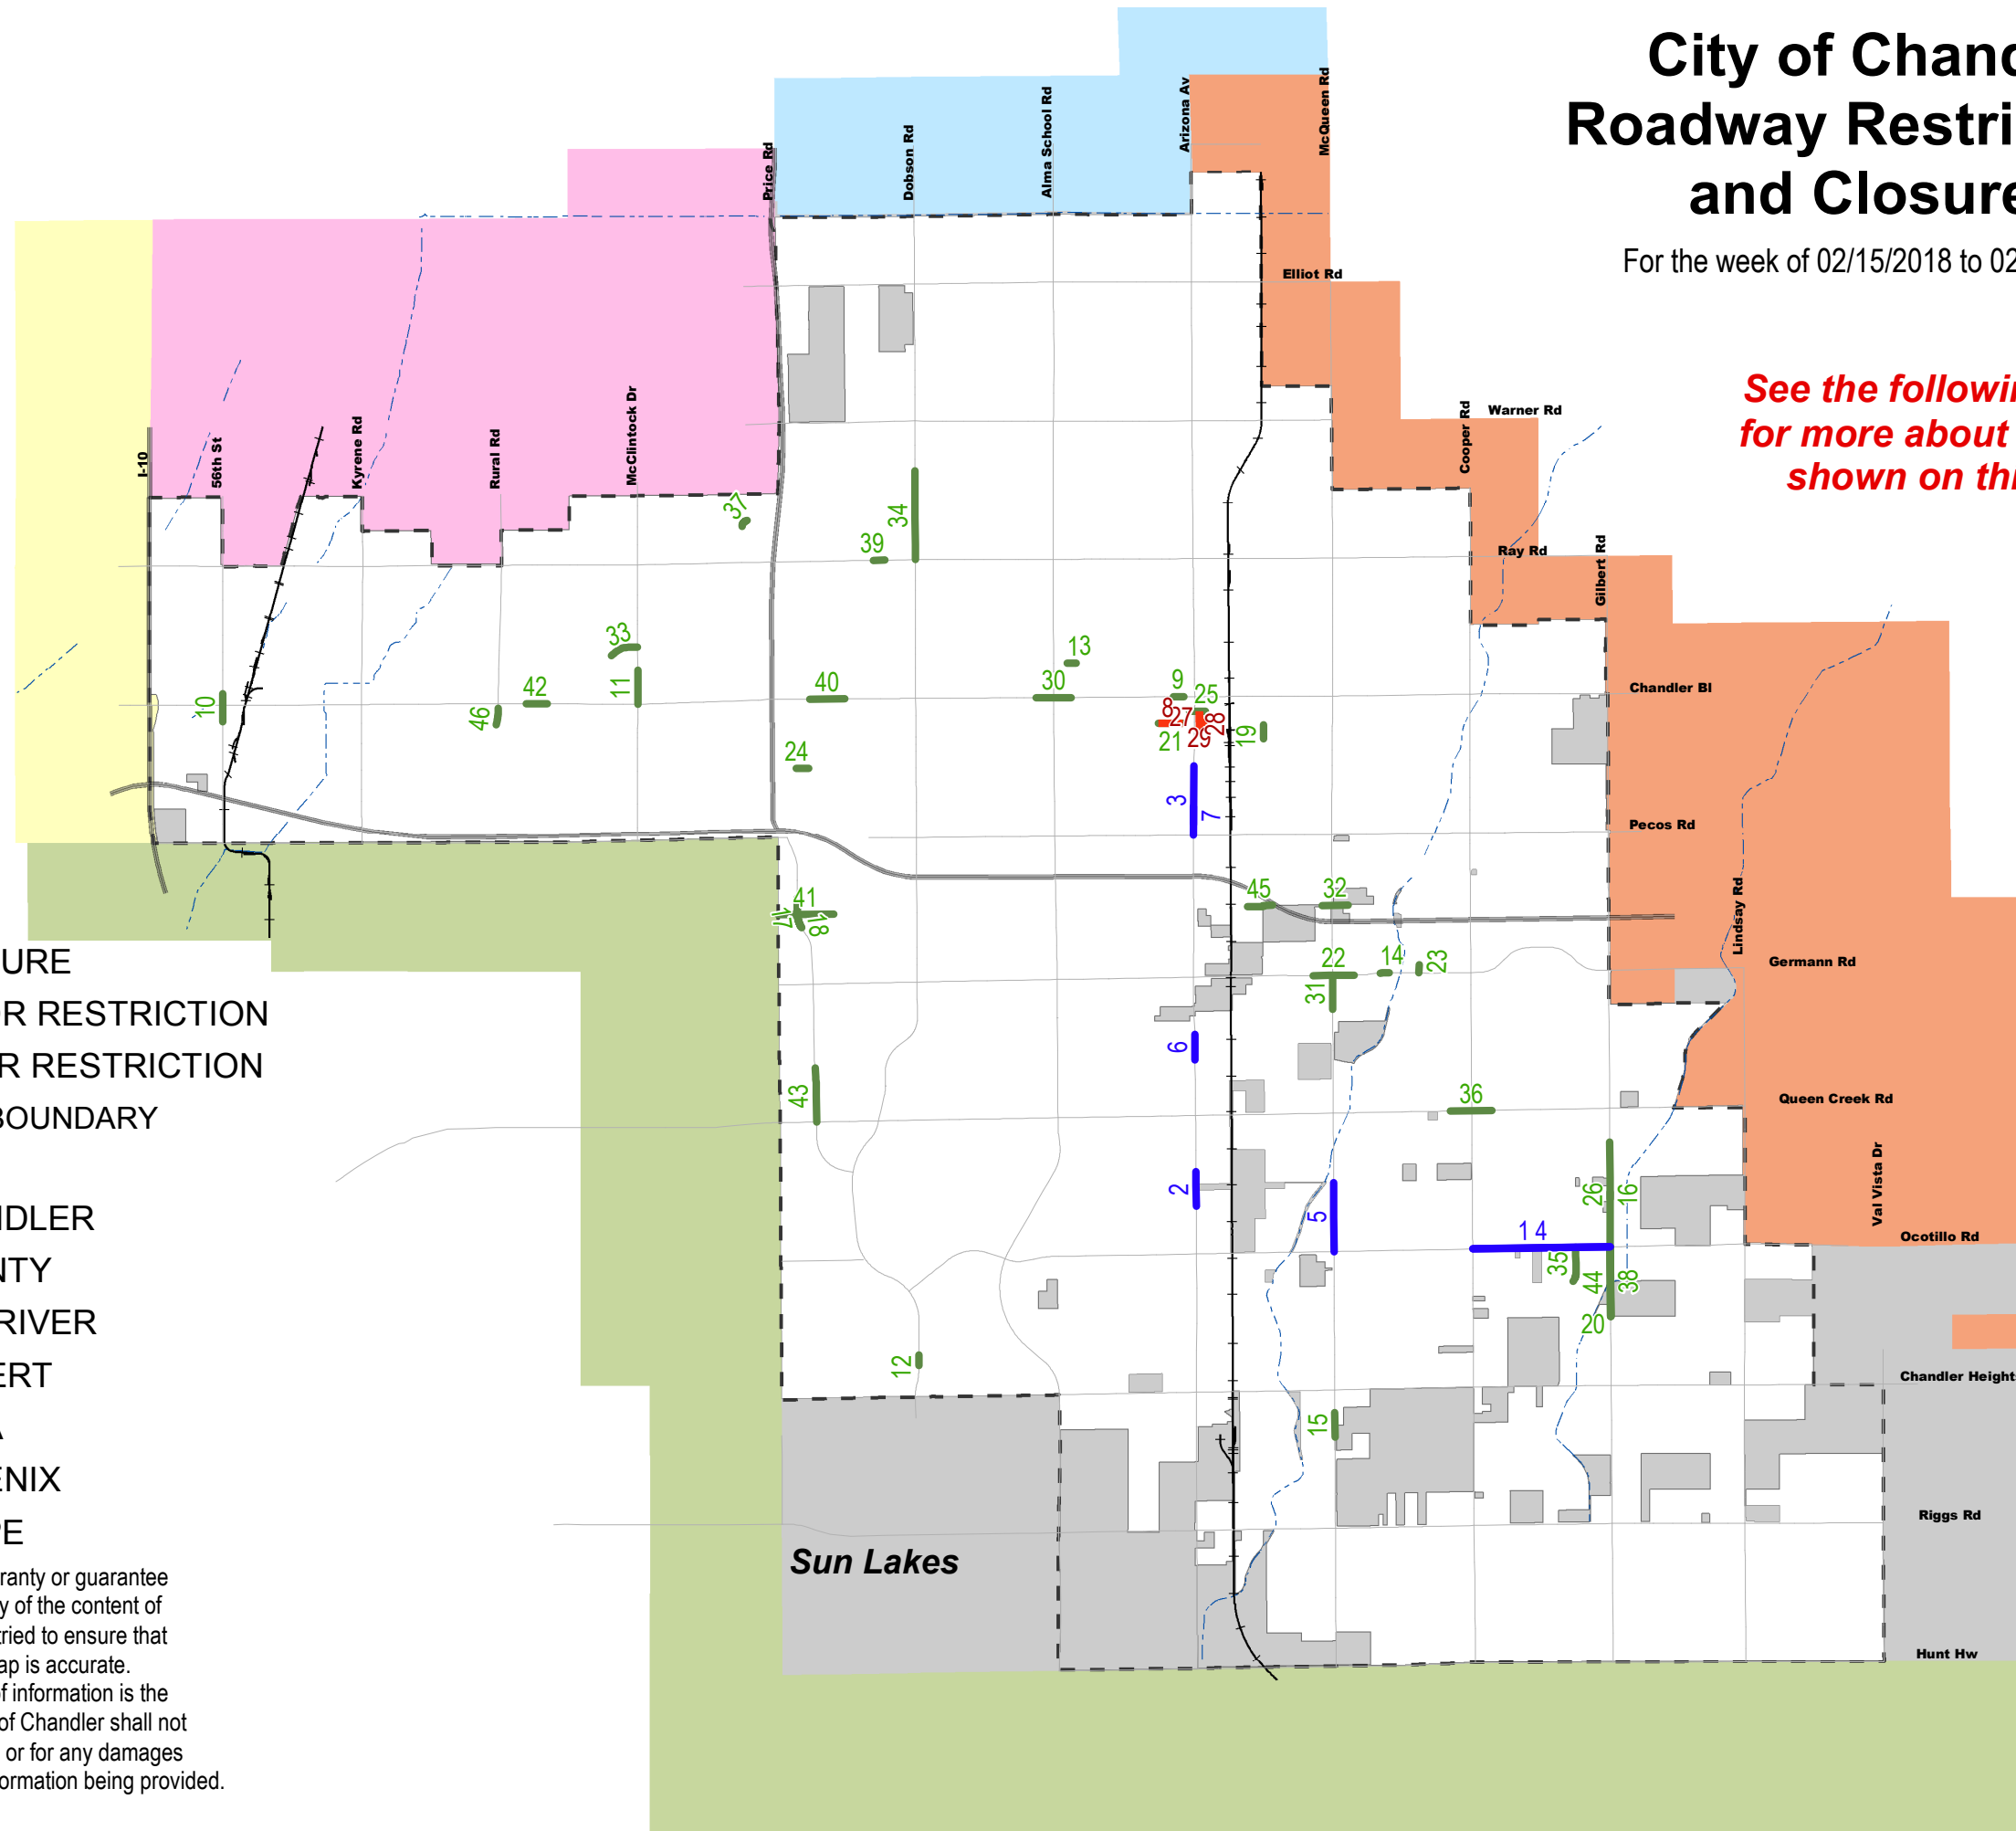 City of Chand
Roadway Restri
and Closure
For the week of 02/15/2018 to 02
See the followin
for more about
shown on thi
Price Rd
Dobson Rd
Alma School Rd
Arizona Av
McQueen Rd
Elliot Rd
I-10
56th St
Kyrene Rd
Rural Rd
McClintock Dr
Cooper Rd
Warner Rd
Ray Rd
Gilbert Rd
Chandler Bl
Pecos Rd
Lindsay Rd
Germann Rd
Queen Creek Rd
Val Vista Dr
Ocotillo Rd
Chandler Height
Riggs Rd
Hunt Hw
Sun Lakes
37
34
39
33
11
13
10
42
46
40
30
9
25
8
27
28
21
29
19
24
3
7
41
17
18
45
32
22
14
23
31
6
43
36
2
5
26
16
1 4
35
44
38
20
12
15
URE
R RESTRICTION
R RESTRICTION
BOUNDARY
NDLER
NTY
RIVER
ERT
A
ENIX
PE
ranty or guarantee
y of the content of
tried to ensure that
ap is accurate.
of information is the
of Chandler shall not
or for any damages
formation being provided.